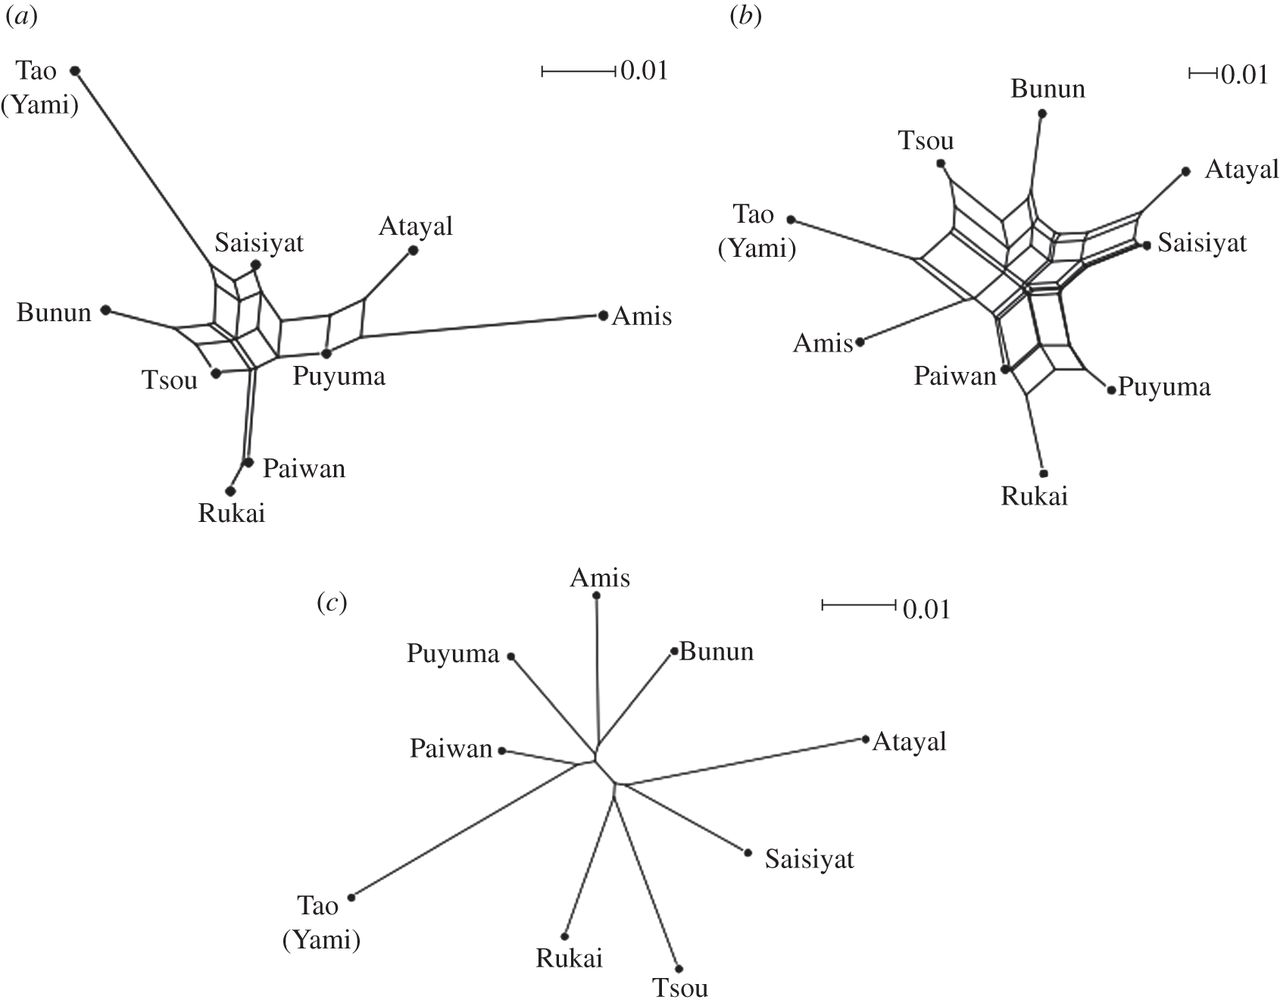 (a)
Tao
(Yami)
0.01
Saisiyat
Atayal
Bunun
Amis
Tsou
Puyuma
Paiwan
Rukai
(b)
0.01
Bunun
Tsou
Atayal
Tao
(Yami)
Saisiyat
Amis
Paiwan
Puyuma
Rukai
(c)
Amis
0.01
Puyuma
Bunun
Paiwan
Atayal
Saisiyat
Tao
(Yami)
Rukai
Tsou